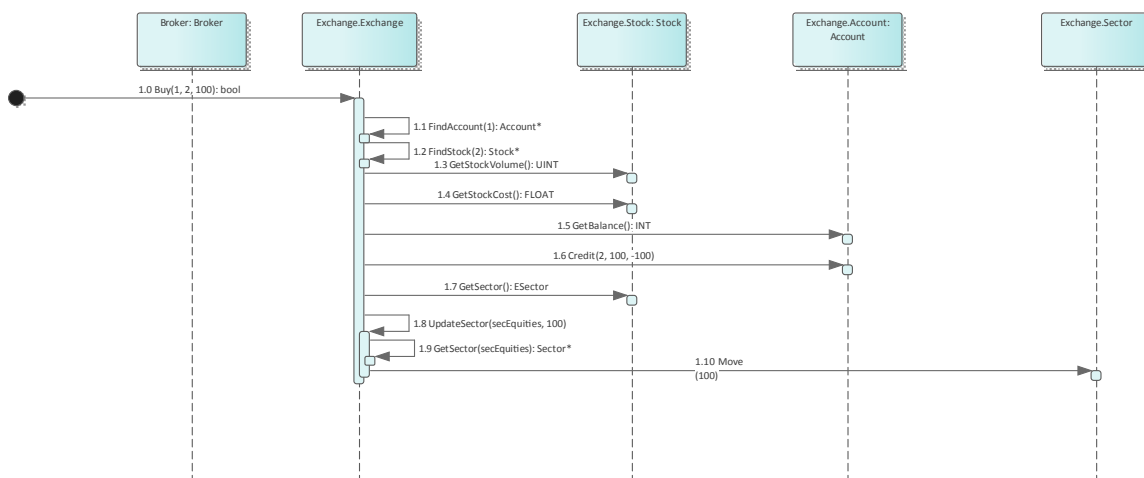 Broker: Broker
Exchange.Exchange
Exchange.Stock: Stock
Exchange.Account:
Account
Exchange.Sector
1.0 Buy(1, 2, 100): bool
1.1 FindAccount(1): Account*
1.2 FindStock(2): Stock*
1.3 GetStockVolume(): UINT
1.4 GetStockCost(): FLOAT
1.5 GetBalance(): INT
1.6 Credit(2, 100, -100)
1.7 GetSector(): ESector
1.8 UpdateSector(secEquities, 100)
1.9 GetSector(secEquities): Sector*
1.10 Move
(100)